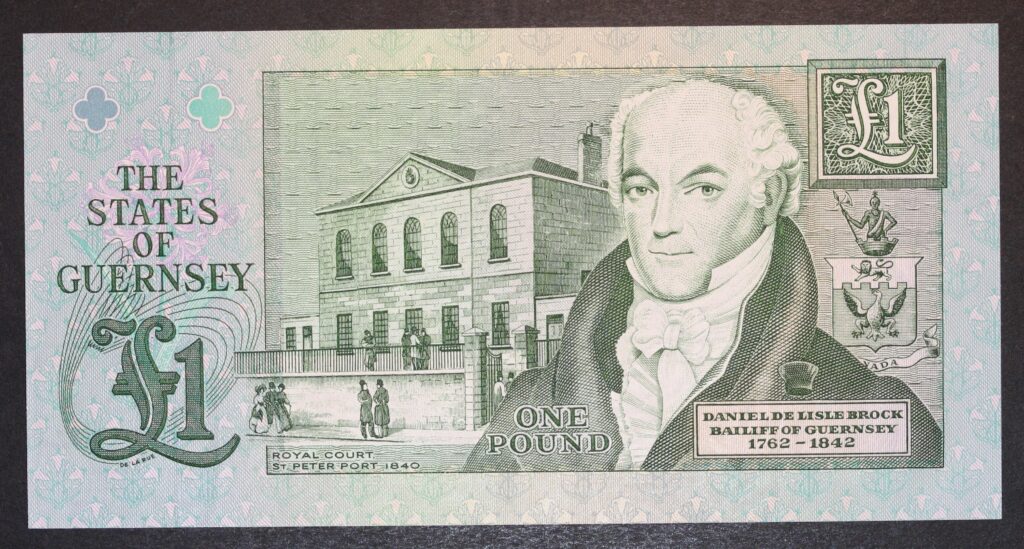 THE
STATES
OF
GUERNSEY
£1
DE LA RUE
ROYAL COURT
ST PETER PORT 1840
ONE
POUND
£1
DANIEL DE LISLE BROCK
BAILIFF OF GUERNSEY
1762 – 1842